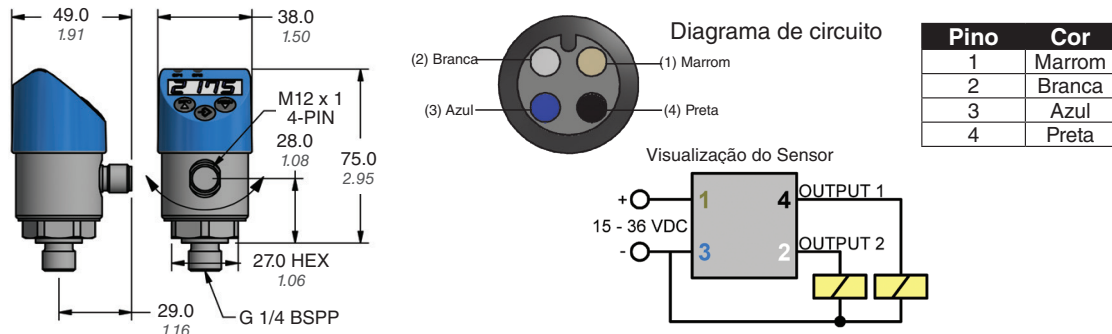 49.0
1.91
38.0
1.50
2175
M12 x 1
4-PIN
28.0
1.08
75.0
2.95
27.0 HEX
1.06
29.0
1.16
G 1/4 BSPP
Diagrama de circuito
(2) Branca
(1) Marrom
(3) Azul
(4) Preta
Visualização do Sensor
+
15 - 36 VDC
-
1
4
OUTPUT 1
3
2
OUTPUT 2
Pino Cor
1 Marrom
2 Branca
3 Azul
4 Preta